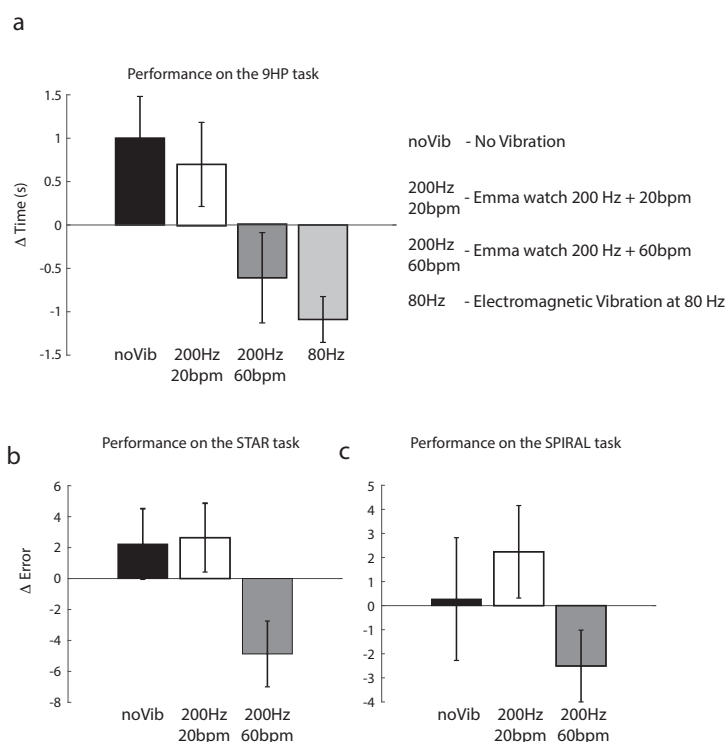 a
Performance on the 9HP task
1.5
1
0.5
0
-0.5
-1
-1.5
Δ Time (s)
noVib 200Hz 200Hz 80Hz
20bpm 60bpm
noVib - No Vibration
200Hz
20bpm - Emma watch 200 Hz + 20bpm
200Hz
60bpm - Emma watch 200 Hz + 60bpm
80Hz - Electromagnetic Vibration at 80 Hz
b
Performance on the STAR task
6
4
2
0
-2
-4
-6
-8
Δ Error
noVib 200Hz 200Hz
20bpm 60bpm
c
Performance on the SPIRAL task
5
4
3
2
1
0
-1
-2
-3
-4
noVib 200Hz 200Hz
20bpm 60bpm